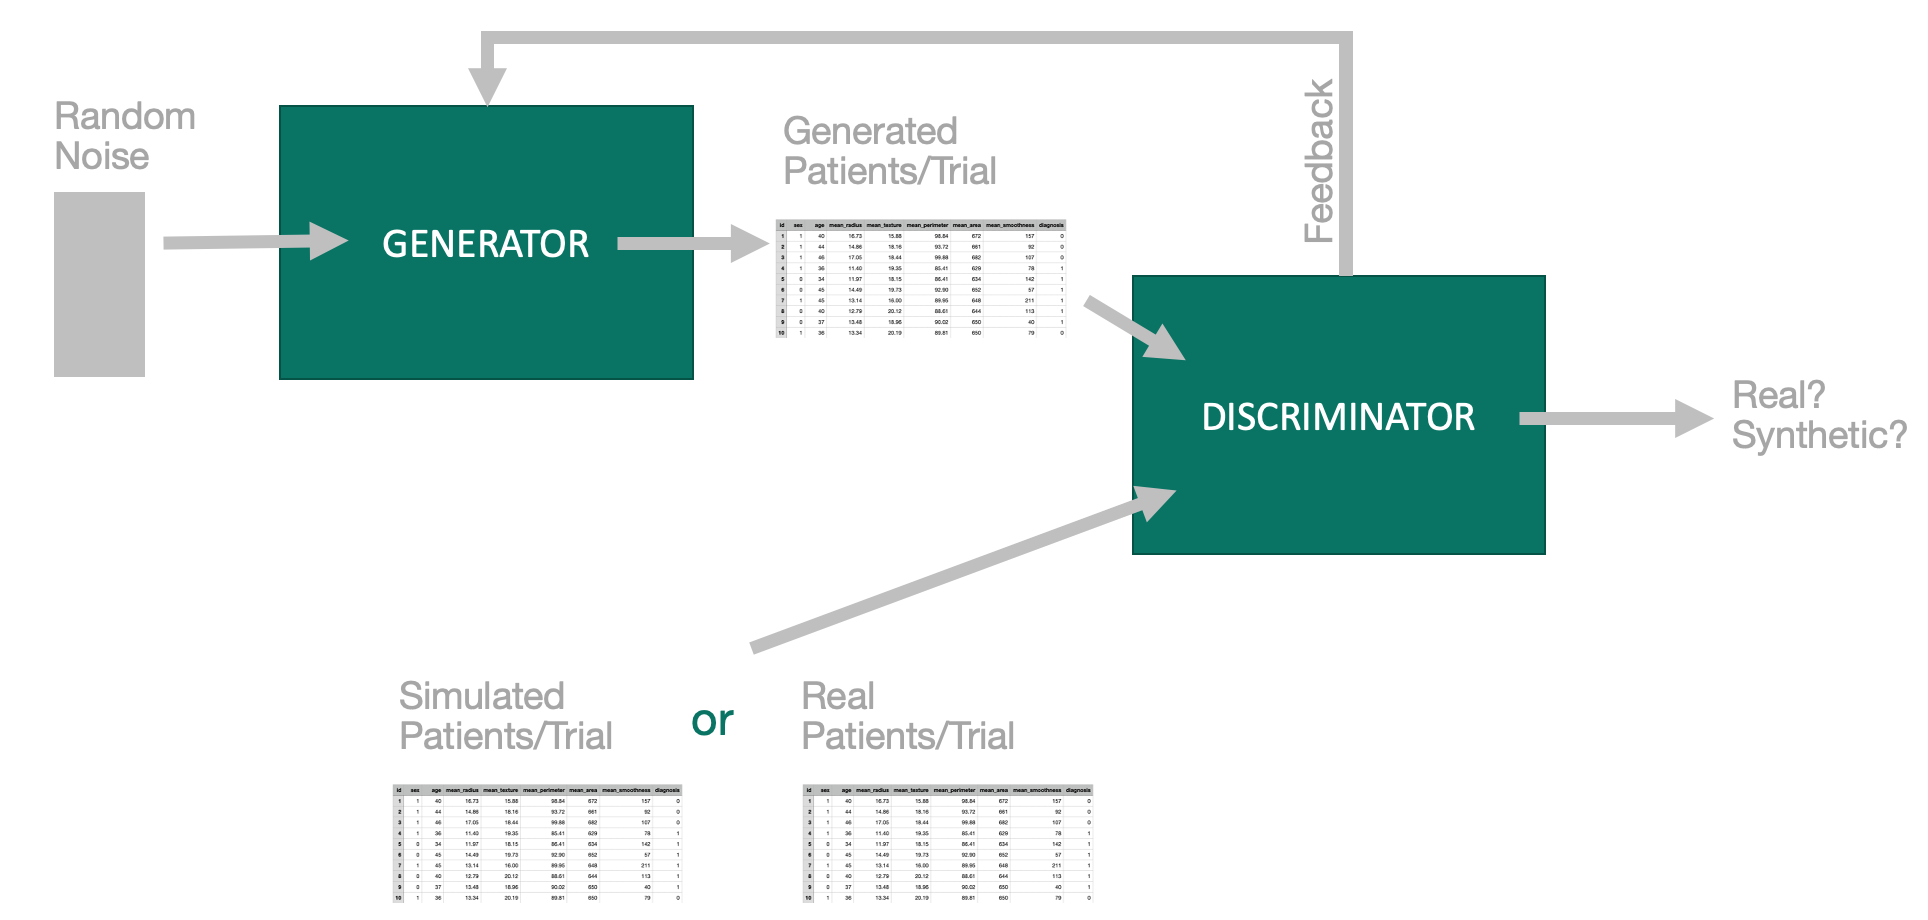 Random
Noise
GENERATOR
Generated
Patients/Trial
id sex age mean_radius mean_texture mean_perimeter mean_area mean_smoothness diagnosis
1 1 40 16.73 15.88 98.84 672 157 0
2 1 44 14.86 18.16 93.72 661 92 0
3 1 46 17.05 18.44 99.88 682 107 0
4 1 36 11.40 19.35 85.41 629 78 1
5 0 34 11.97 18.15 86.41 634 142 1
6 0 45 14.49 19.73 92.90 652 57 1
7 1 45 13.14 16.00 89.95 648 211 1
8 0 40 12.79 20.12 88.61 644 113 1
9 0 37 13.48 18.96 90.02 650 40 1
10 1 36 13.34 20.19 89.81 650 79 0
Feedback
DISCRIMINATOR
Real?
Synthetic?
Simulated
Patients/Trial
or
Real
Patients/Trial
id sex age mean_radius mean_texture mean_perimeter mean_area mean_smoothness diagnosis
1 1 40 16.73 15.88 98.84 672 157 0
2 1 44 14.86 18.16 93.72 661 92 0
3 1 46 17.05 18.44 99.88 682 107 0
4 1 36 11.40 19.35 85.41 629 78 1
5 0 34 11.97 18.15 86.41 634 142 1
6 0 45 14.49 19.73 92.90 652 57 1
7 1 45 13.14 16.00 89.95 648 211 1
8 0 40 12.79 20.12 88.61 644 113 1
9 0 37 13.48 18.96 90.02 650 40 1
10 1 36 13.34 20.19 89.81 650 79 0
id sex age mean_radius mean_texture mean_perimeter mean_area mean_smoothness diagnosis
1 1 40 16.73 15.88 98.84 672 157 0
2 1 44 14.86 18.16 93.72 661 92 0
3 1 46 17.05 18.44 99.88 682 107 0
4 1 36 11.40 19.35 85.41 629 78 1
5 0 34 11.97 18.15 86.41 634 142 1
6 0 45 14.49 19.73 92.90 652 57 1
7 1 45 13.14 16.00 89.95 648 211 1
8 0 40 12.79 20.12 88.61 644 113 1
9 0 37 13.48 18.96 90.02 650 40 1
10 1 36 13.34 20.19 89.81 650 79 0